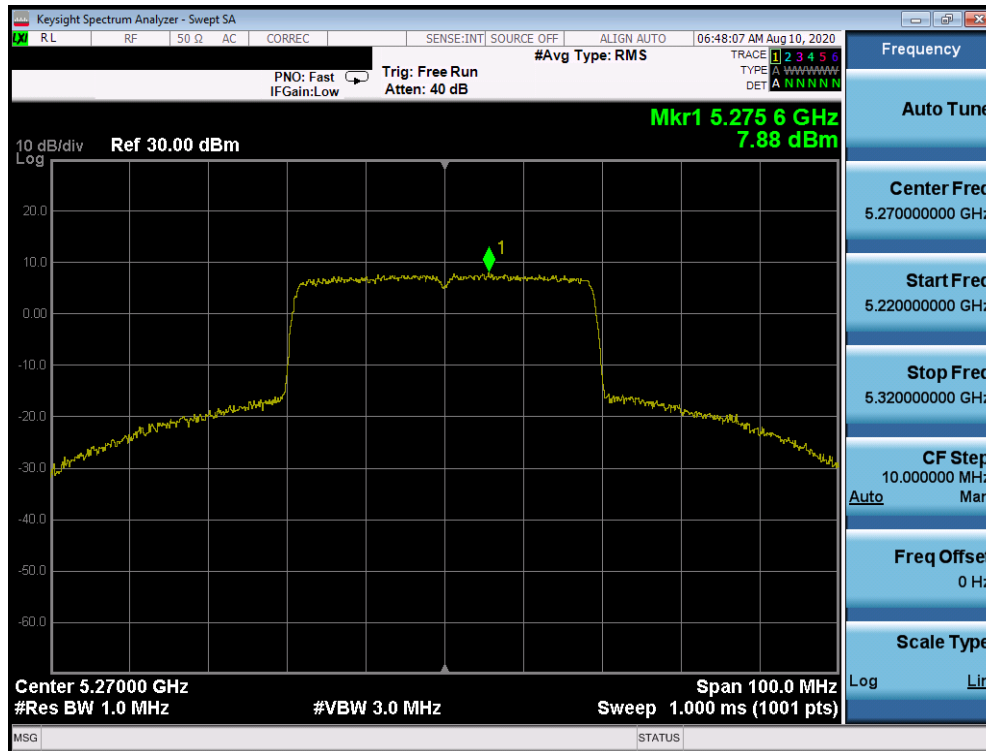 Keysight Spectrum Analyzer - Swept SA
LXI RL RF 50 Ω AC CORREC SENSE:INT SOURCE OFF ALIGN AUTO 06:48:07 AM Aug 10, 2020
#Avg Type: RMS
TRACE 1 2 3 4 5 6
PNO: Fast Trig: Free Run
TYPE A WWWWW
IFGain:Low Atten: 40 dB
DET A N N N N N
Frequency
Mkr1 5.275 6 GHz
7.88 dBm
10 dB/div Ref 30.00 dBm
Log
20.0
10.0
0.00
-10.0
-20.0
-30.0
-40.0
-50.0
-60.0
1
Center 5.27000 GHz Span 100.0 MHz
#Res BW 1.0 MHz #VBW 3.0 MHz Sweep 1.000 ms (1001 pts)
Auto Tune
Center Freq
5.270000000 GHz
Start Freq
5.220000000 GHz
Stop Freq
5.320000000 GHz
CF Step
10.000000 MHz
Auto Man
Freq Offset
0 Hz
Scale Type
Log Lin
MSG STATUS